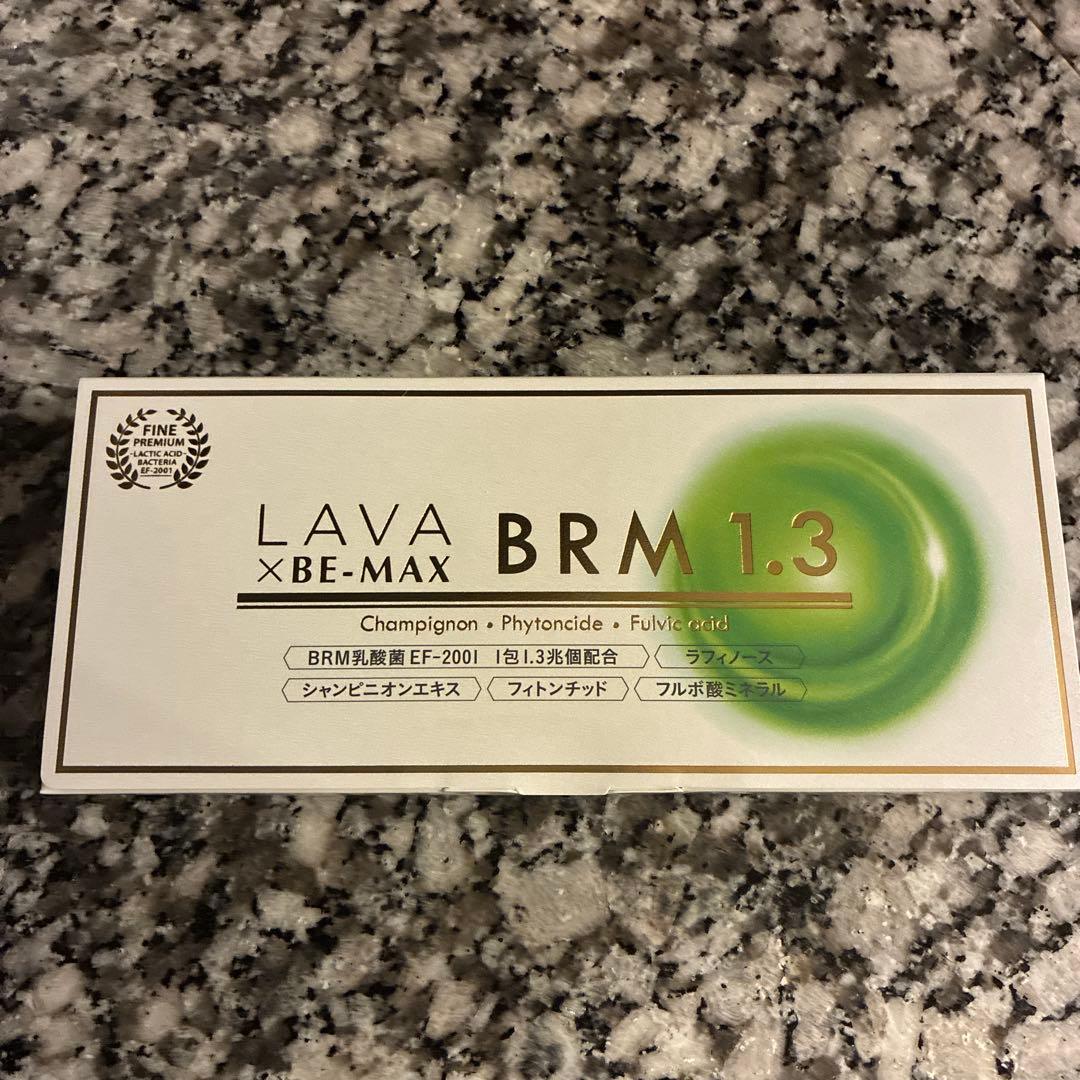 FINE
PREMIUM
-LACTIC ACID-
BACTERIA
EF-2001
LAVA
×BE-MAX
BRM 1.3
Champignon • Phytoncide • Fulvic acid
BRM乳酸菌 EF-2001 1包1.3兆個配合
ラフィノース
シャンピニオンエキス
フィトンチッド
フルボ酸ミネラル